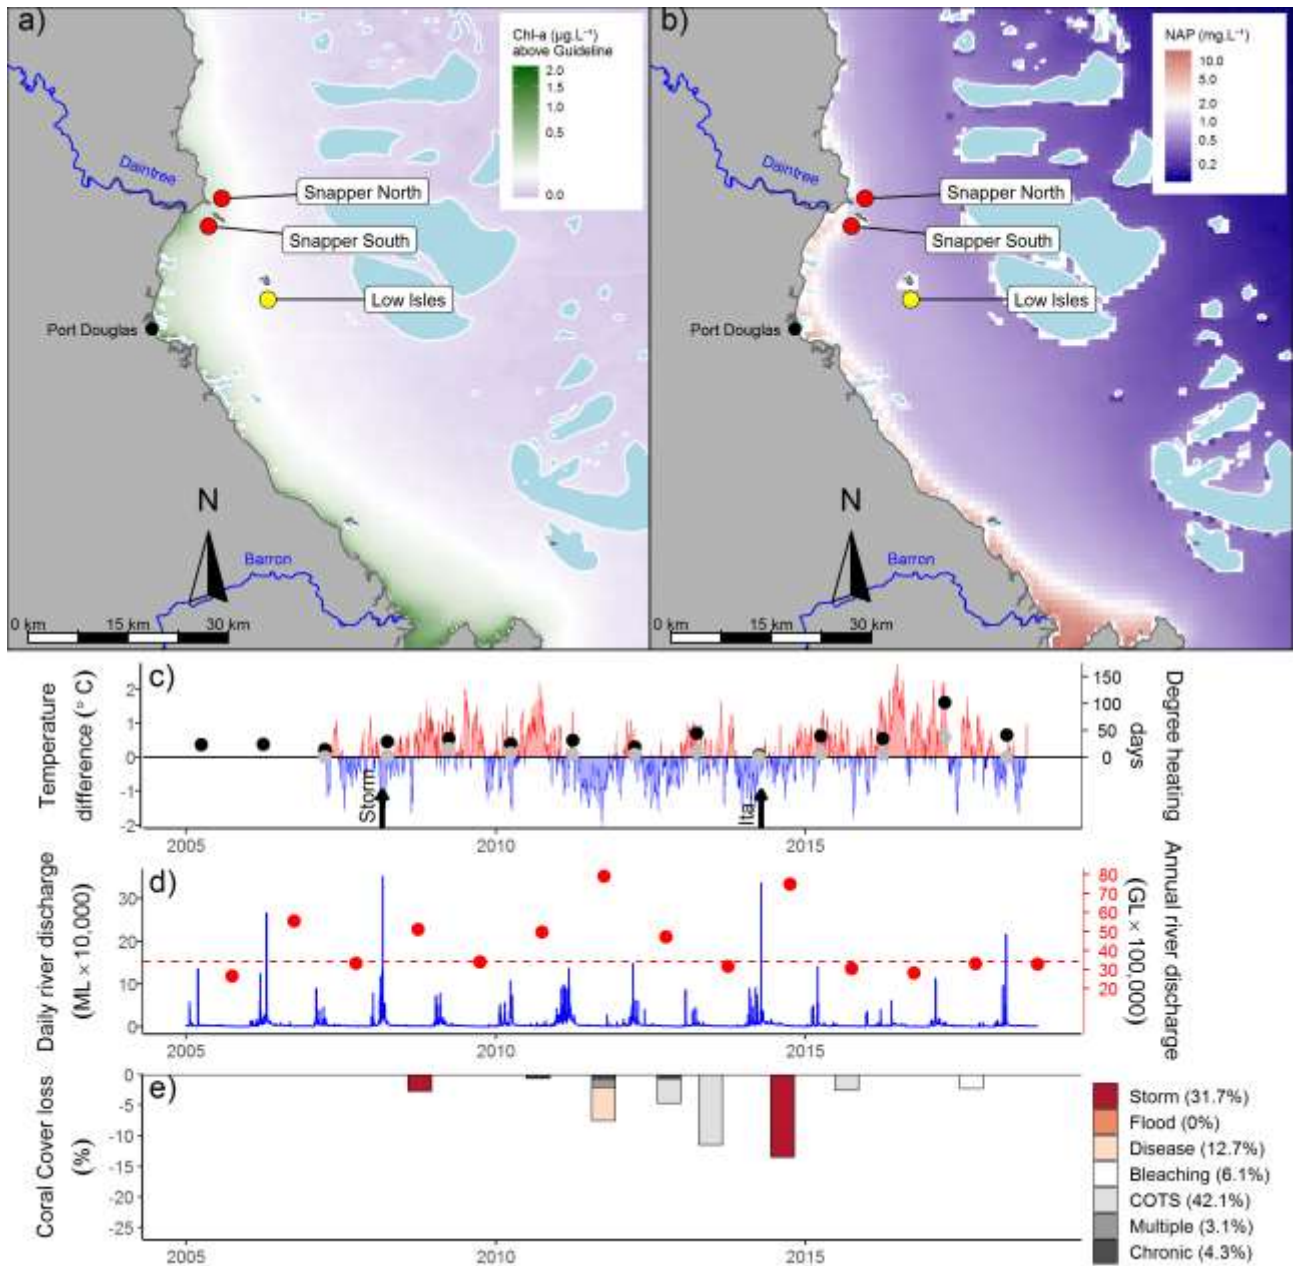 a)
Chl-a (µg.L⁻¹)
above Guideline
2.0
1.5
1.0
0.5
0.0
Daintree
Snapper North
Snapper South
Low Isles
Port Douglas
N
Barron
0 km
15 km
30 km
b)
NAP (mg.L⁻¹)
10.0
5.0
2.0
1.0
0.5
0.2
Daintree
Snapper North
Snapper South
Low Isles
Port Douglas
N
Barron
0 km
15 km
30 km
c)
Temperature
difference (° C)
2
1
0
-1
-2
Storm
Ita
150
100
50
0
Degree heating
days
2005
2010
2015
d)
Daily river discharge
(ML × 10,000)
30
20
10
0
80
70
60
50
40
30
20
Annual river discharge
(GL × 100,000)
2005
2010
2015
e)
Coral Cover loss
(%)
0
-5
-10
-15
-20
-25
2005
2010
2015
Storm (31.7%)
Flood (0%)
Disease (12.7%)
Bleaching (6.1%)
COTS (42.1%)
Multiple (3.1%)
Chronic (4.3%)